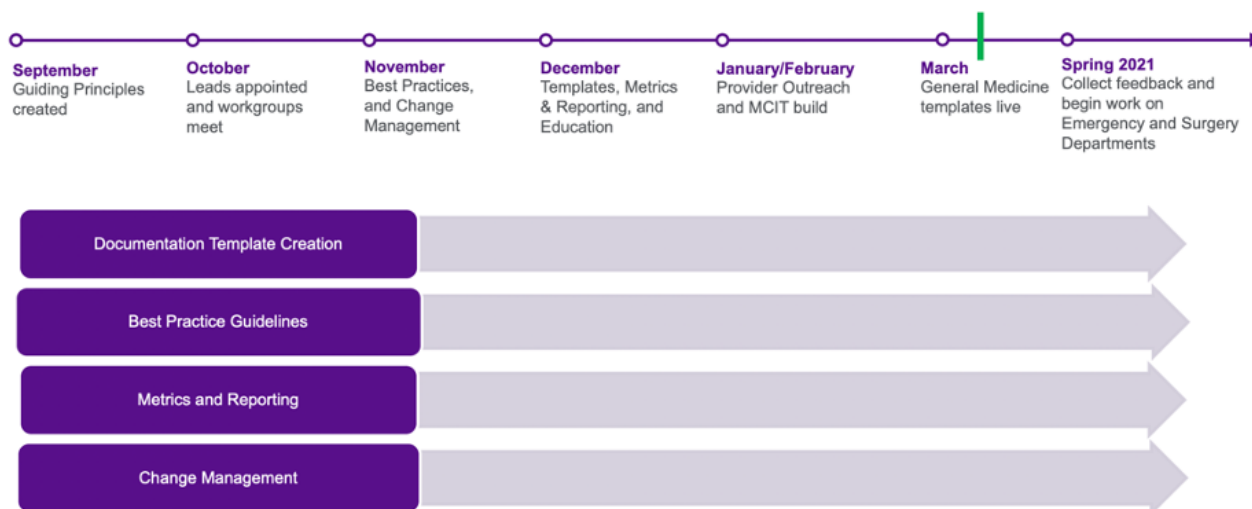 September
Guiding Principles
created
October
Leads appointed
and workgroups
meet
November
Best Practices,
and Change
Management
December
Templates, Metrics
& Reporting, and
Education
January/February
Provider Outreach
and MCIT build
March
General Medicine
templates live
Spring 2021
Collect feedback and
begin work on
Emergency and Surgery
Departments
Documentation Template Creation
Best Practice Guidelines
Metrics and Reporting
Change Management